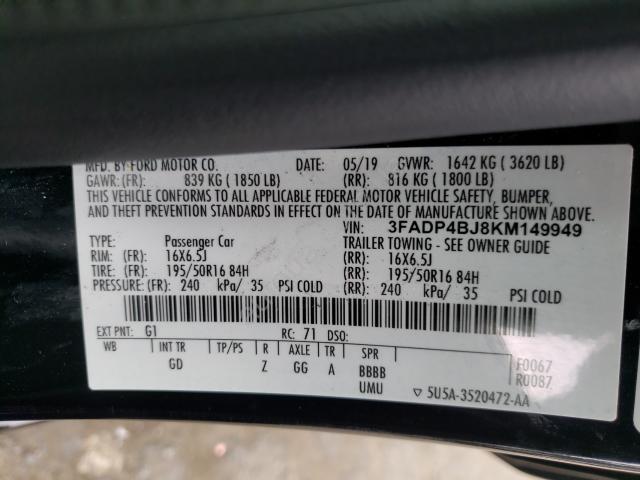 MFD. BY FORD MOTOR CO. DATE: 05/19 GVWR: 1642 KG ( 3620 LB)
GAWR: (FR): 839 KG ( 1850 LB) (RR): 816 KG ( 1800 LB)
THIS VEHICLE CONFORMS TO ALL APPLICABLE FEDERAL MOTOR VEHICLE SAFETY, BUMPER,
AND THEFT PREVENTION STANDARDS IN EFFECT ON THE DATE OF MANUFACTURE SHOWN ABOVE.
VIN: 3FADP4BJ8KM149949
TYPE: Passenger Car TRAILER TOWING - SEE OWNER GUIDE
RIM: (FR): 16X6.5J (RR): 16X6.5J
TIRE: (FR): 195/50R16 84H (RR): 195/50R16 84H
PRESSURE: (FR): 240 kPa/ 35 PSI COLD (RR): 240 kPa/ 35 PSI COLD
EXT PNT: G1 RC: 71 DSO:
WB INT TR TP/PS R AXLE TR SPR
GD Z GG A BBBB F0067
UMU R0087
▽ 5U5A-3520472-AA